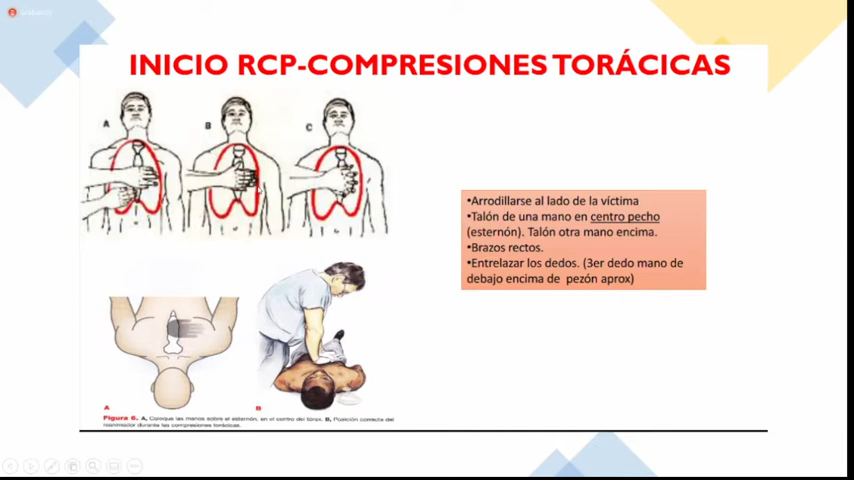 INICIO RCP-COMPRESIONES TORÁCICAS
A
B
C
•Arrodillarse al lado de la víctima
•Talón de una mano en centro pecho
(esternón). Talón otra mano encima.
•Brazos rectos.
•Entrelazar los dedos. (3er dedo mano de
debajo encima de pezón aprox)
A
B
Figura 6. A, Coloque las manos sobre el esternón, en el centro del tórax. B, Posición correcta del
reanimador durante las compresiones torácicas.